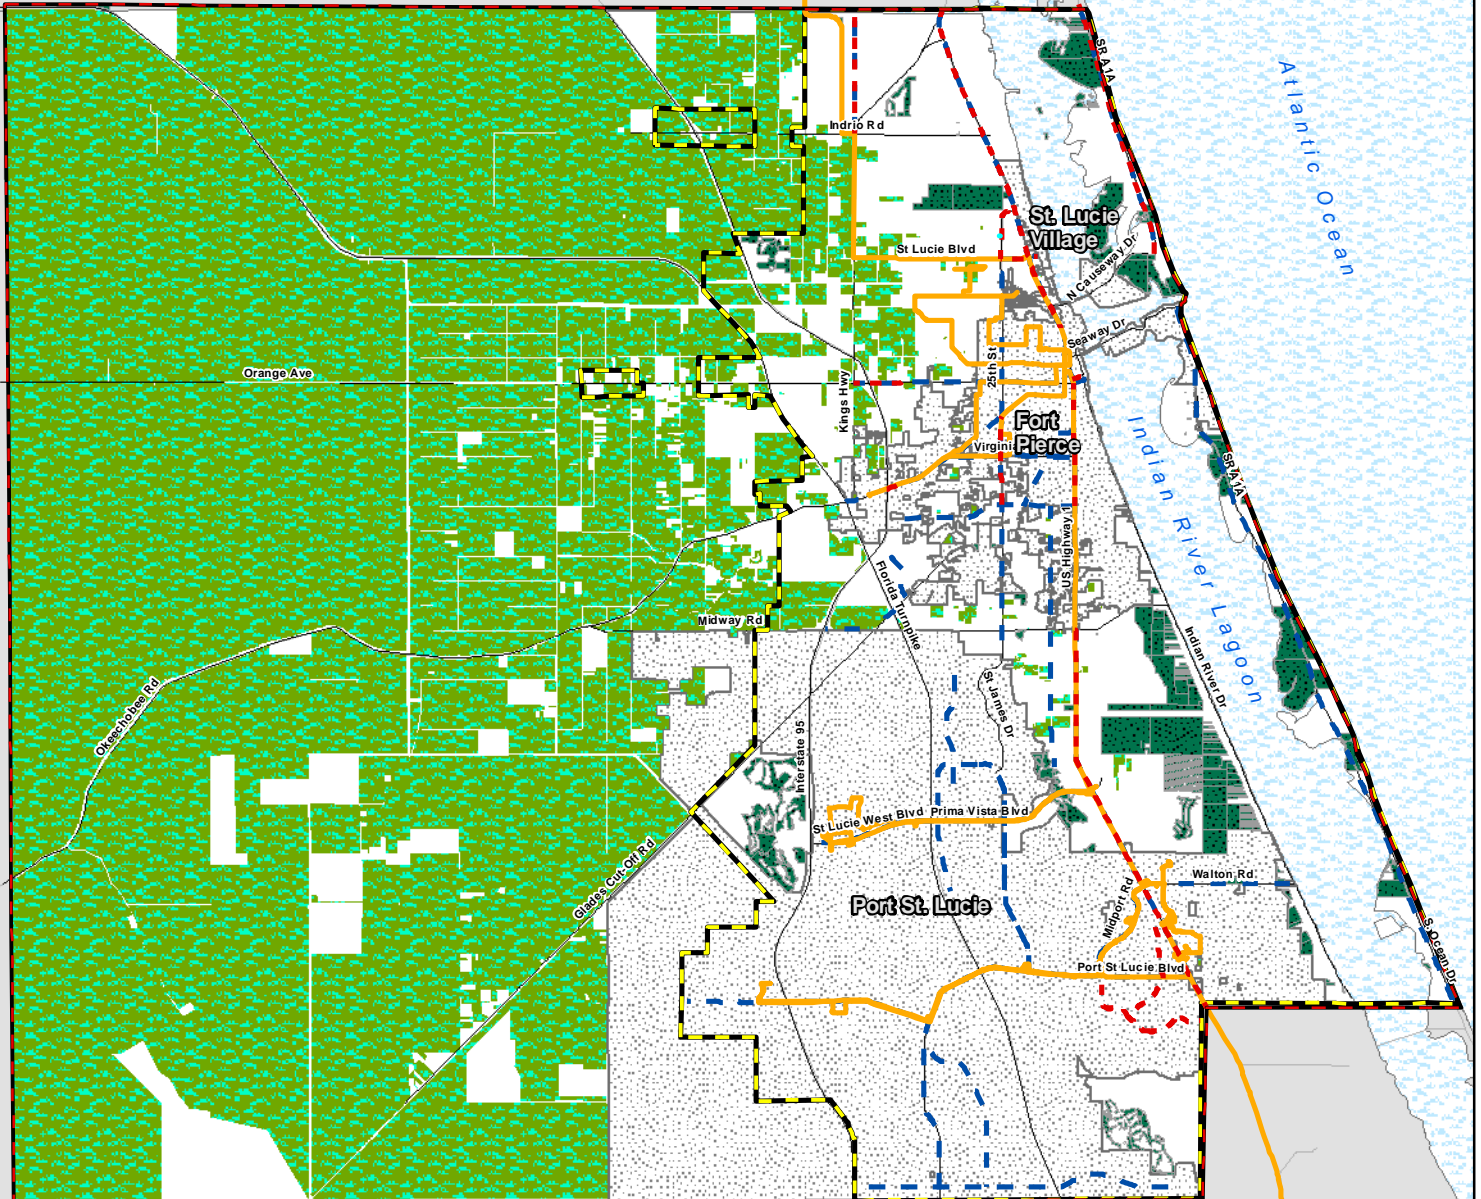 SR A1A
Atlantic Ocean
Indrio Rd
St. Lucie
Village
St Lucie Blvd
N Causeway Dr
Seaway Dr
Orange Ave
Kings Hwy
25th St
Fort
Pierce
Virgini
Indian River Lagoon
SR A1A
US Highway 1
Florida Turnpike
Midway Rd
Indian River Dr
St James Dr
Okeechobee Rd
Interstate 95
St Lucie West Blvd
Prima Vista Blvd
Glades Cut-Off Rd
Walton Rd
Midport Rd
Port St. Lucie
S. Ocean Dr
Port St Lucie Blvd